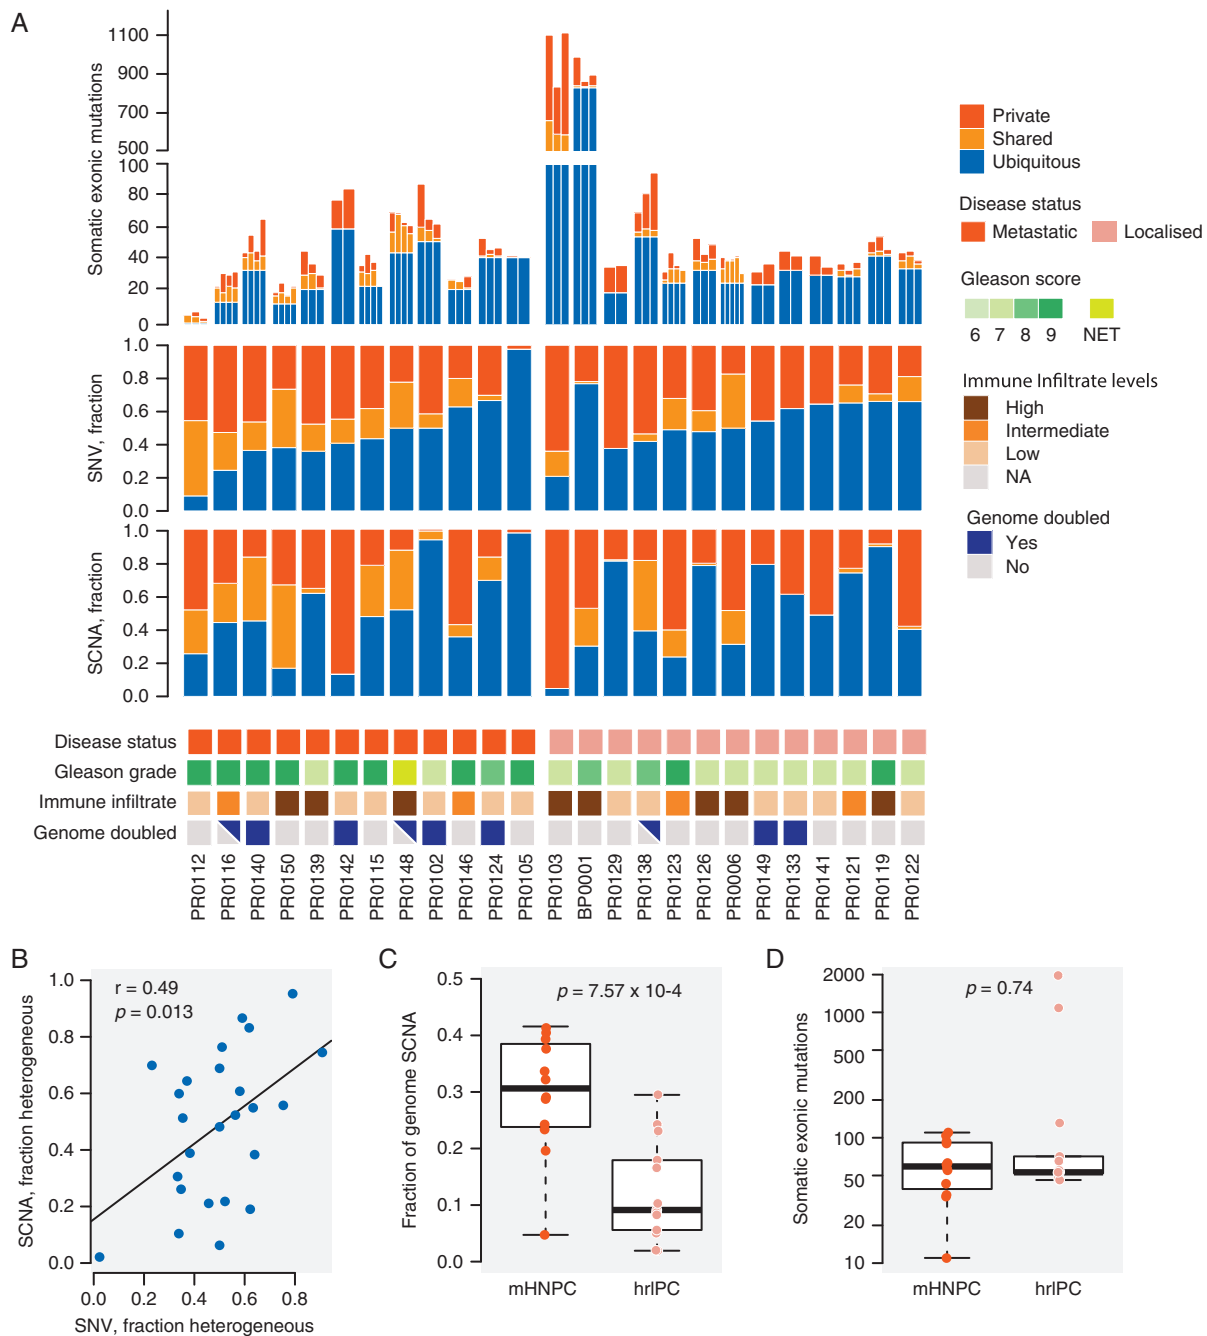 A
Somatic exonic mutations
1100
900
700
500
100
80
60
40
20
0
Private
Shared
Ubiquitous
Disease status
Metastatic
Localised
Gleason score
6 7 8 9 NET
Immune Infiltrate levels
High
Intermediate
Low
NA
Genome doubled
Yes
No
SNV, fraction
1.0
0.8
0.6
0.4
0.2
0.0
SCNA, fraction
1.0
0.8
0.6
0.4
0.2
0.0
Disease status
Gleason grade
Immune infiltrate
Genome doubled
PR0112
PR0116
PR0140
PR0150
PR0139
PR0142
PR0115
PR0148
PR0102
PR0146
PR0124
PR0105
PR0103
BP0001
PR0129
PR0138
PR0123
PR0126
PR0006
PR0149
PR0133
PR0141
PR0121
PR0119
PR0122
B
SCNA, fraction heterogeneous
1.0
0.8
0.6
0.4
0.2
0.0
r = 0.49
p = 0.013
0.0 0.2 0.4 0.6 0.8
SNV, fraction heterogeneous
C
Fraction of genome SCNA
0.5
0.4
0.3
0.2
0.1
0.0
p = 7.57 x 10-4
mHNPC hrlPC
D
Somatic exonic mutations
2000
1000
500
200
100
50
20
10
p = 0.74
mHNPC hrlPC